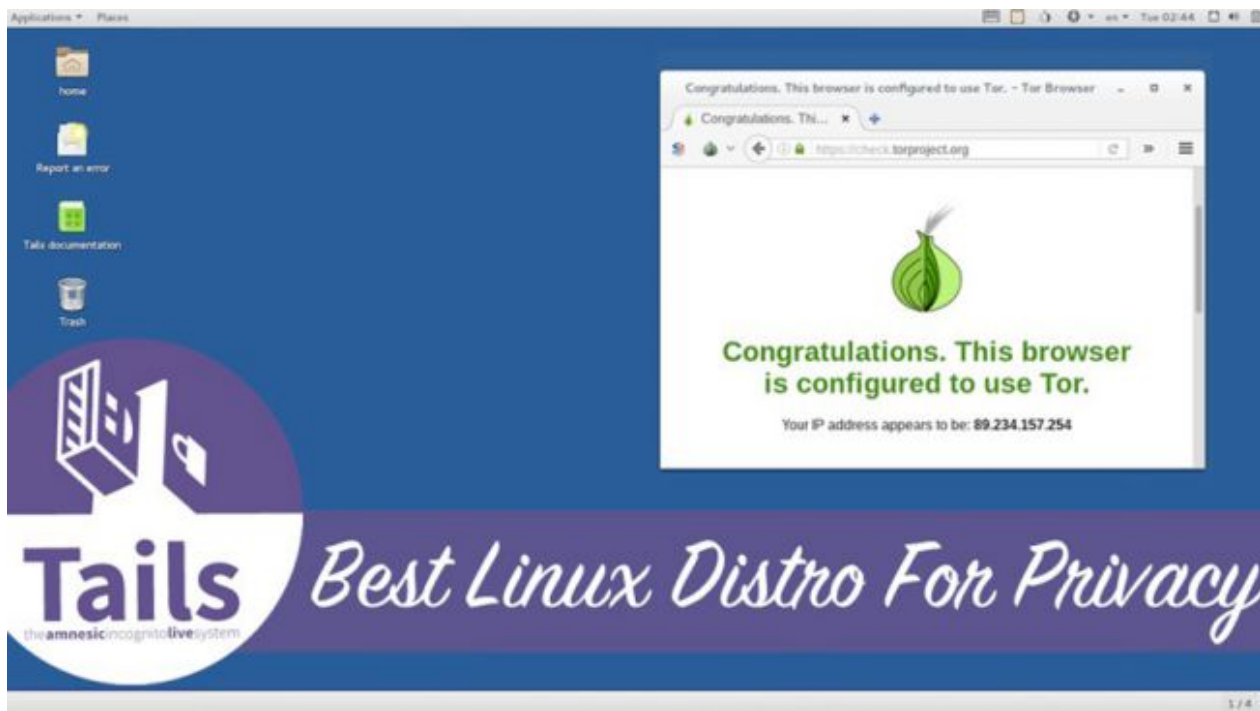 Applications Places
en Tue 02:44
home
Report an error
Tails documentation
Trash
Congratulations. This browser is configured to use Tor. - Tor Browser
Congratulations. Thi...
https://check.torproject.org
Congratulations. This browser
is configured to use Tor.
Your IP address appears to be: 89.234.157.254
Tails
theamnesicincognitolivesystem
Best Linux Distro For Privacy
1 / 4